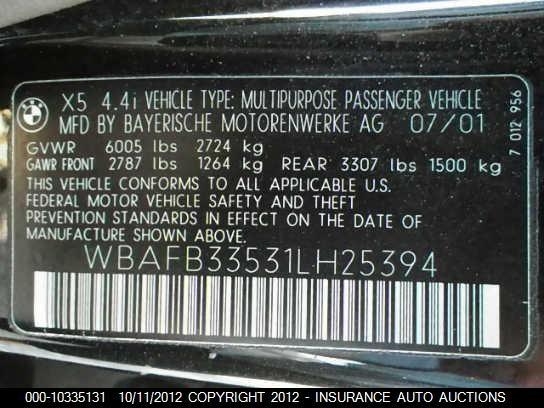 X5 4.4i VEHICLE TYPE: MULTIPURPOSE PASSENGER VEHICLE
MFD BY BAYERISCHE MOTORENWERKE AG 07/01
GVWR 6005 lbs 2724 kg
GAWR FRONT 2787 lbs 1264 kg REAR 3307 lbs 1500 kg
THIS VEHICLE CONFORMS TO ALL APPLICABLE U.S.
FEDERAL MOTOR VEHICLE SAFETY AND THEFT
PREVENTION STANDARDS IN EFFECT ON THE DATE OF
MANUFACTURE SHOWN ABOVE.
WBAFB33531LH25394
7 012 956
000-10335131 10/11/2012 COPYRIGHT 2012 - INSURANCE AUTO AUCTIONS